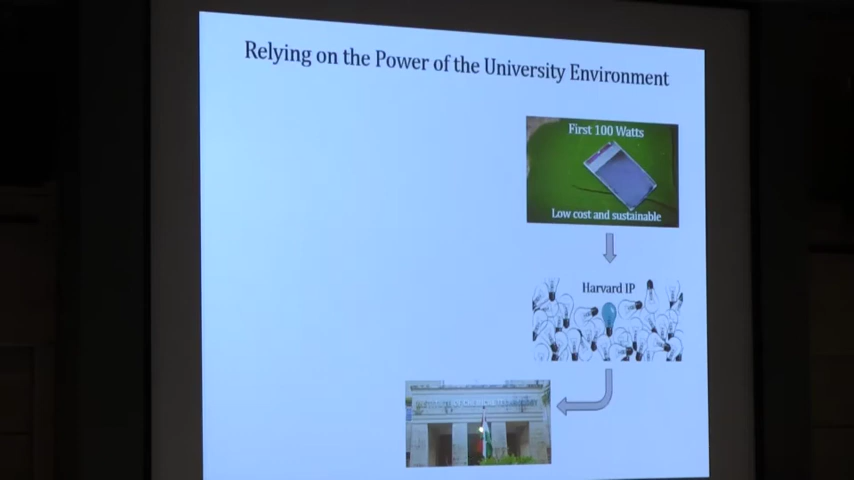 Relying on the Power of the University Environment
First 100 Watts
Low cost and sustainable
Harvard IP